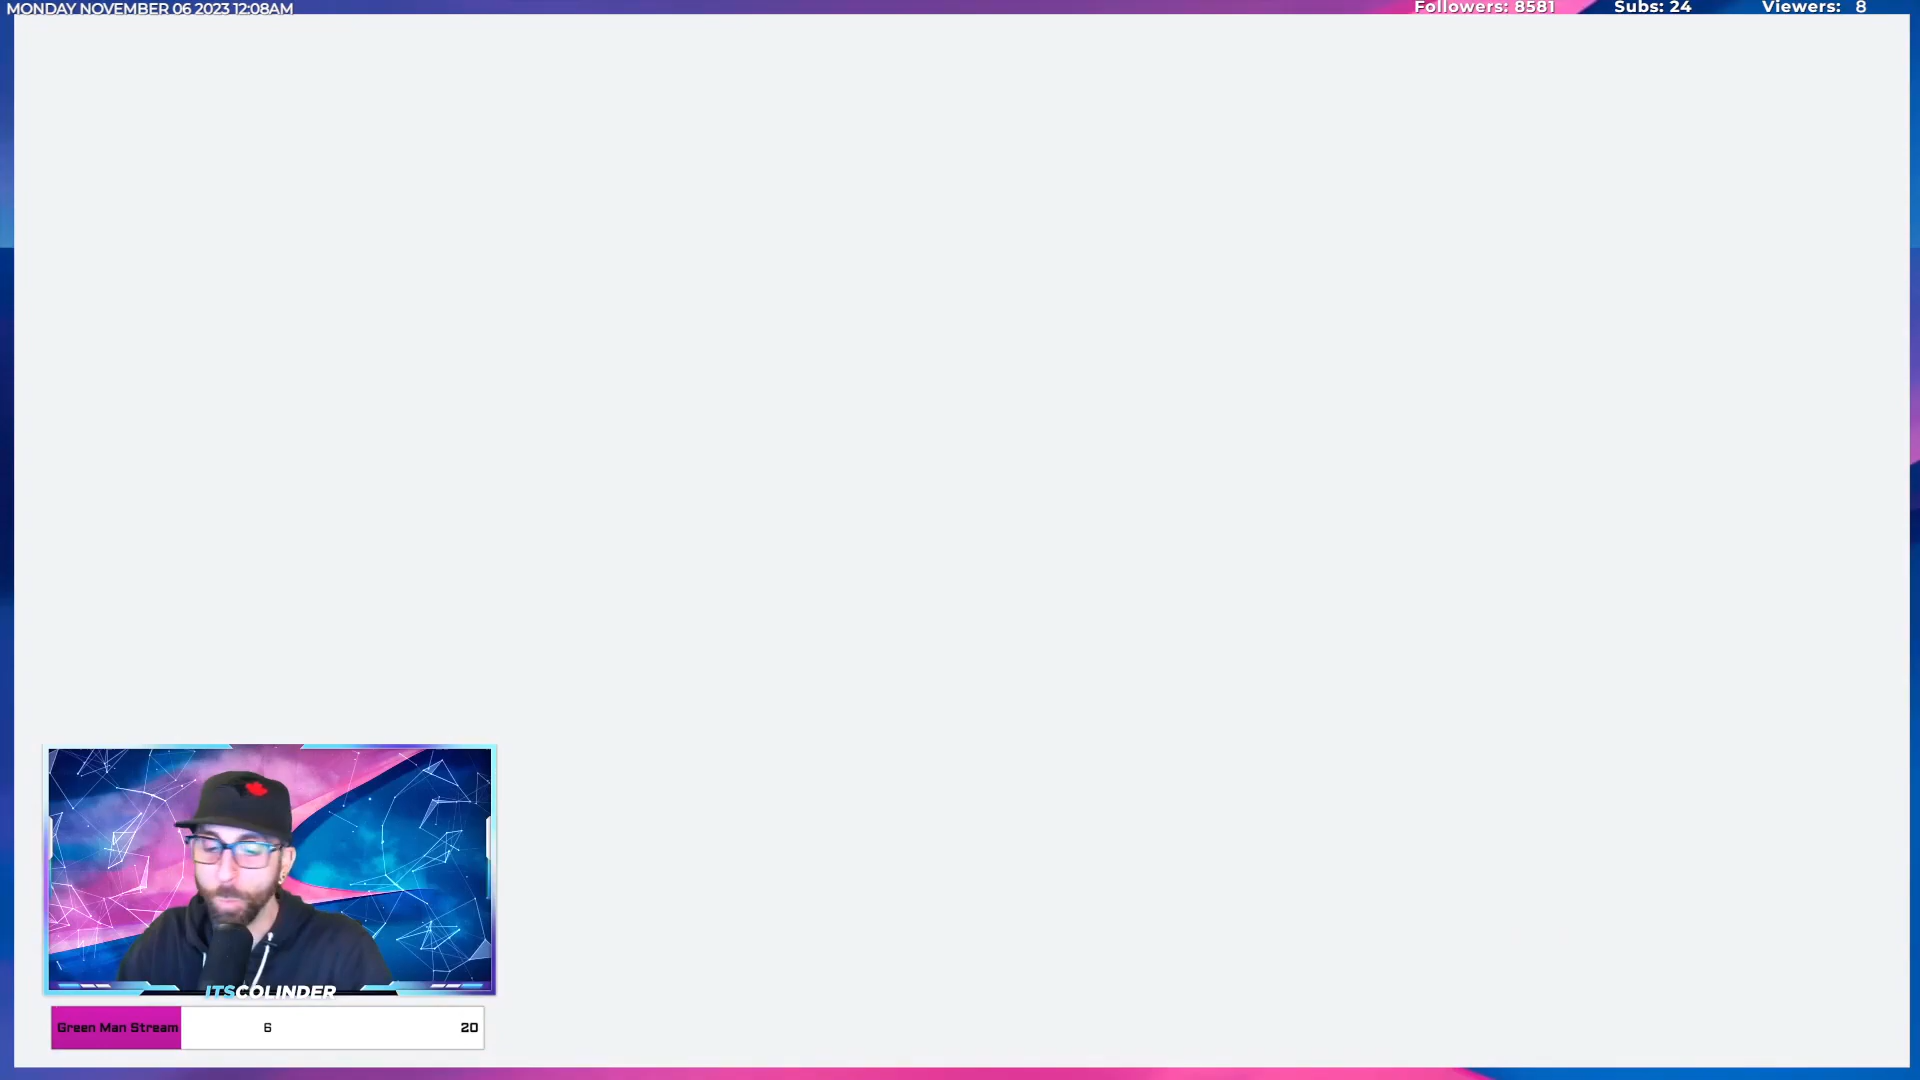 MONDAY NOVEMBER 06 2023 12:08AM
Followers: 8581
Subs: 24
Viewers: 8
ITSCOLINDER
Green Man Stream 6 20